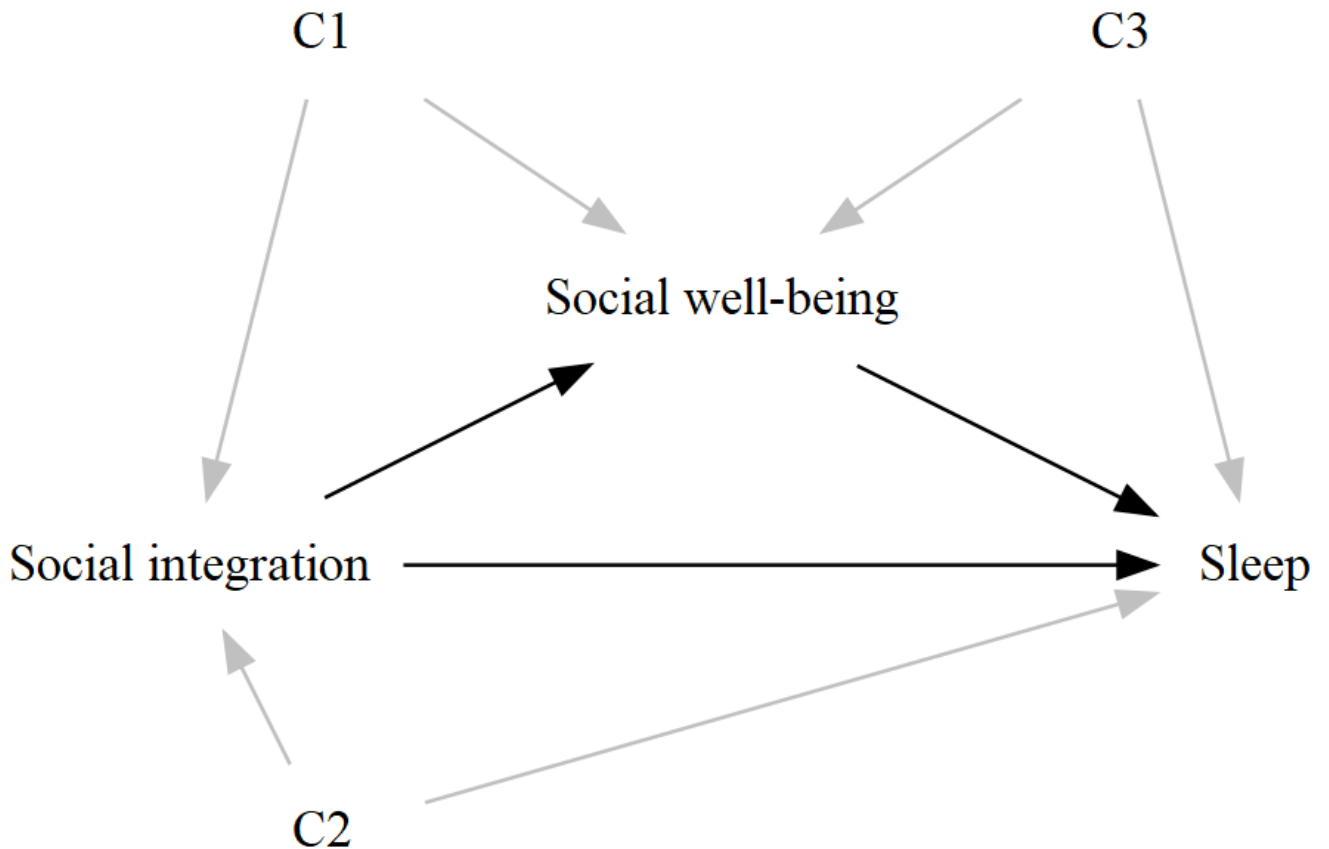 C1
C3
Social well-being
Social integration
Sleep
C2